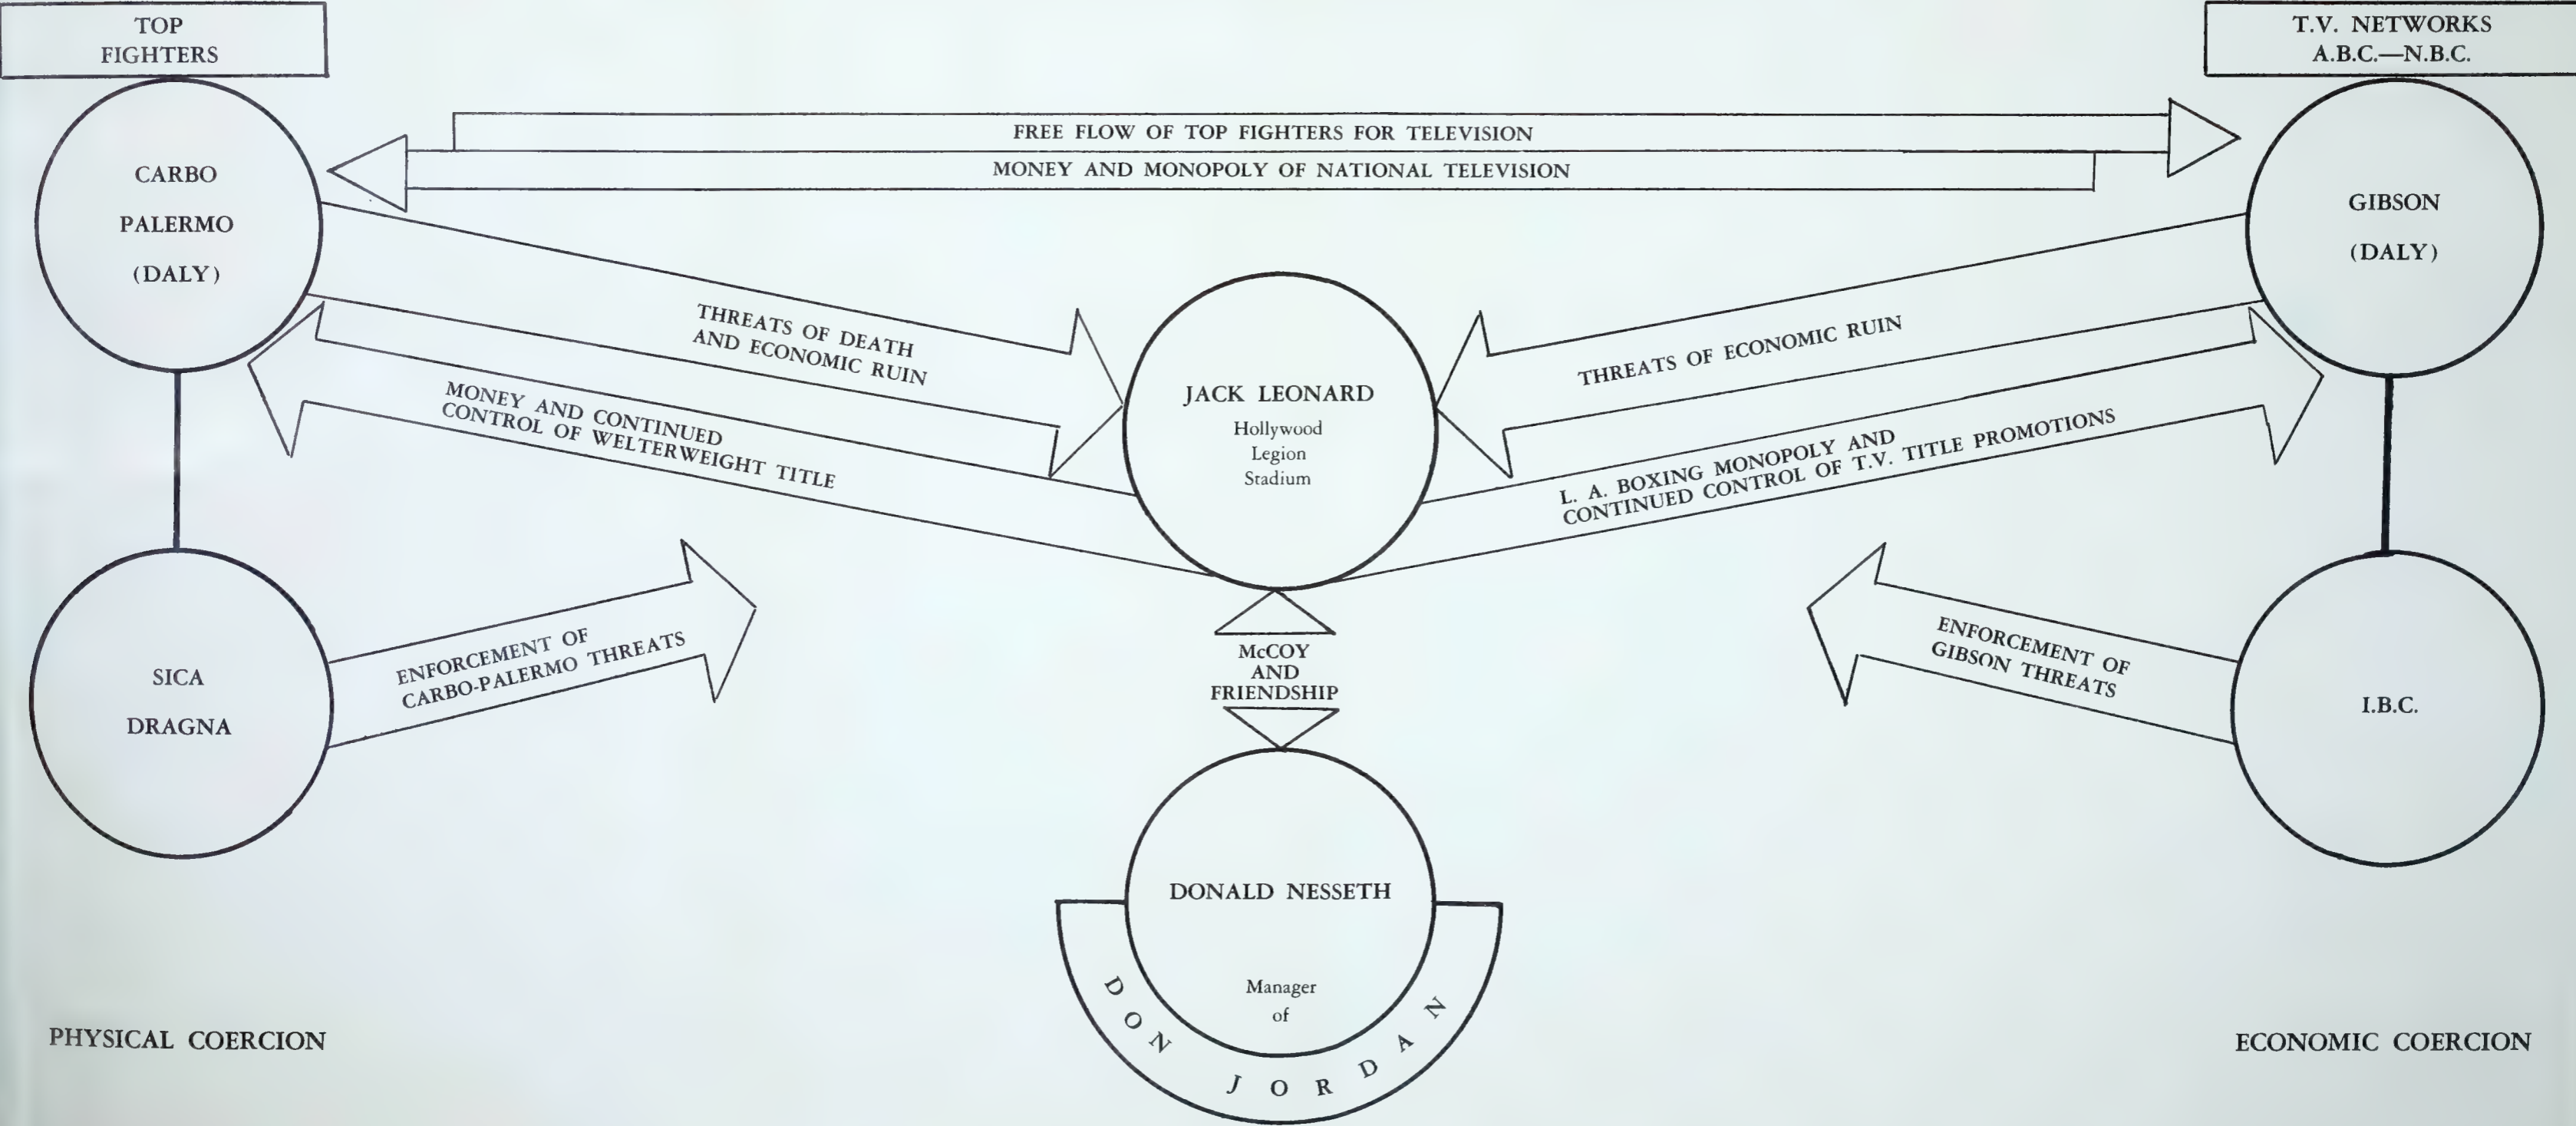 TOP
FIGHTERS
T.V. NETWORKS
A.B.C.—N.B.C.
FREE FLOW OF TOP FIGHTERS FOR TELEVISION
MONEY AND MONOPOLY OF NATIONAL TELEVISION
CARBO
PALERMO
(DALY)
GIBSON
(DALY)
THREATS OF DEATH
AND ECONOMIC RUIN
THREATS OF ECONOMIC RUIN
MONEY AND CONTINUED
CONTROL OF WELTERWEIGHT TITLE
JACK LEONARD
Hollywood
Legion
Stadium
L. A. BOXING MONOPOLY AND
CONTINUED CONTROL OF T.V. TITLE PROMOTIONS
SICA
DRAGNA
ENFORCEMENT OF
CARBO-PALERMO THREATS
McCOY
AND
FRIENDSHIP
ENFORCEMENT OF
GIBSON THREATS
I.B.C.
DONALD NESSETH
Manager
of
DON JORDAN
PHYSICAL COERCION
ECONOMIC COERCION